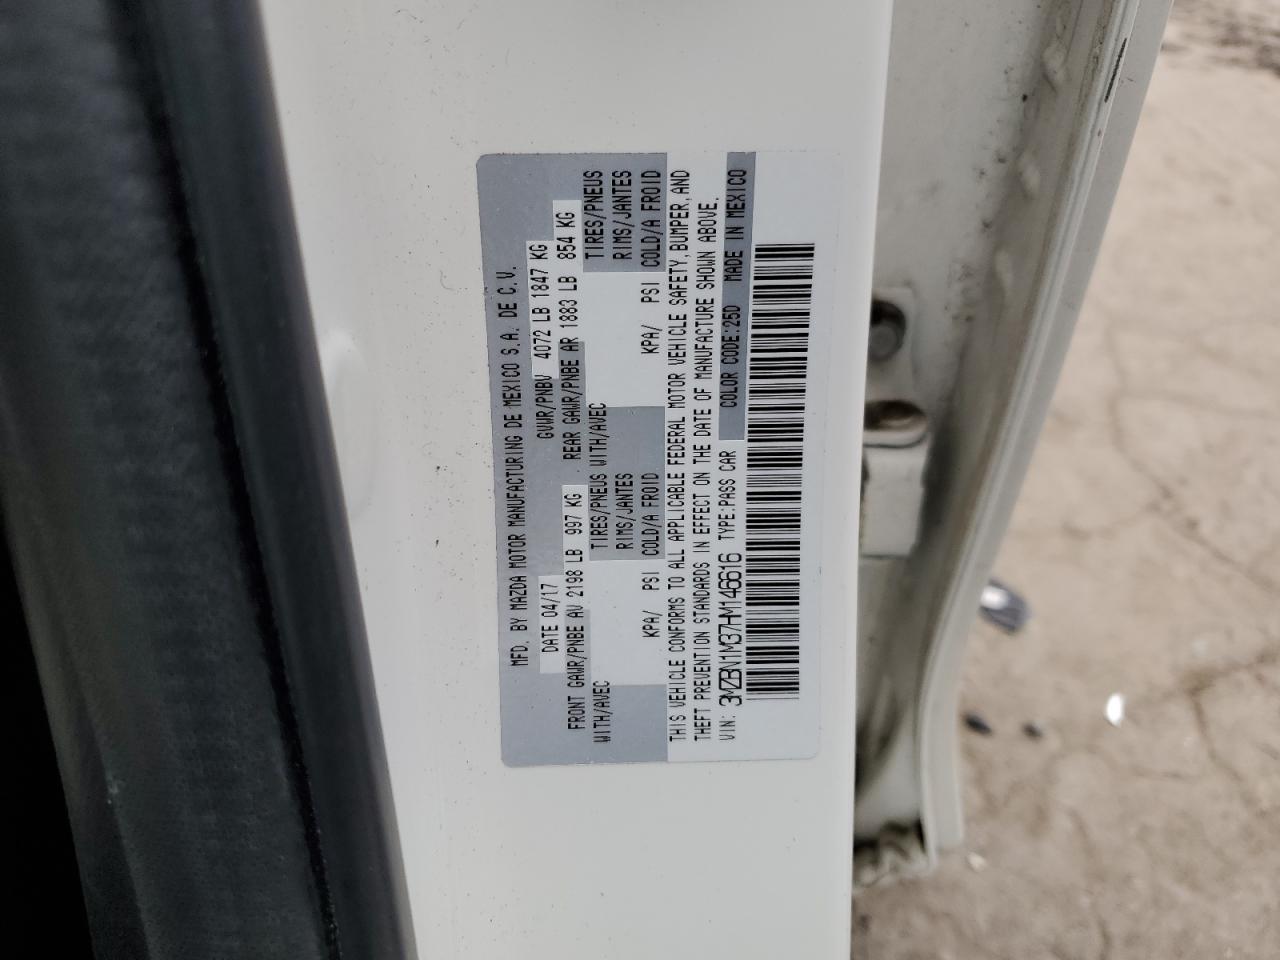 MFD. BY MAZDA MOTOR MANUFACTURING DE MEXICO S.A. DE C.V.
DATE 04/17 GVWR/PNBV 4072 LB 1847 KG
FRONT GAWR/PNBE AV 2198 LB 997 KG REAR GAWR/PNBE AR 1883 LB 854 KG
WITH/AVEC TIRES/PNEUS WITH/AVEC TIRES/PNEUS
RIMS/JANTES RIMS/JANTES
KPA/ PSI COLD/A FROID KPA/ PSI COLD/A FROID
THIS VEHICLE CONFORMS TO ALL APPLICABLE FEDERAL MOTOR VEHICLE SAFETY, BUMPER, AND
THEFT PREVENTION STANDARDS IN EFFECT ON THE DATE OF MANUFACTURE SHOWN ABOVE.
VIN: 3MZBN1M37HM146616 TYPE:PASS CAR COLOR CODE:25D MADE IN MEXICO